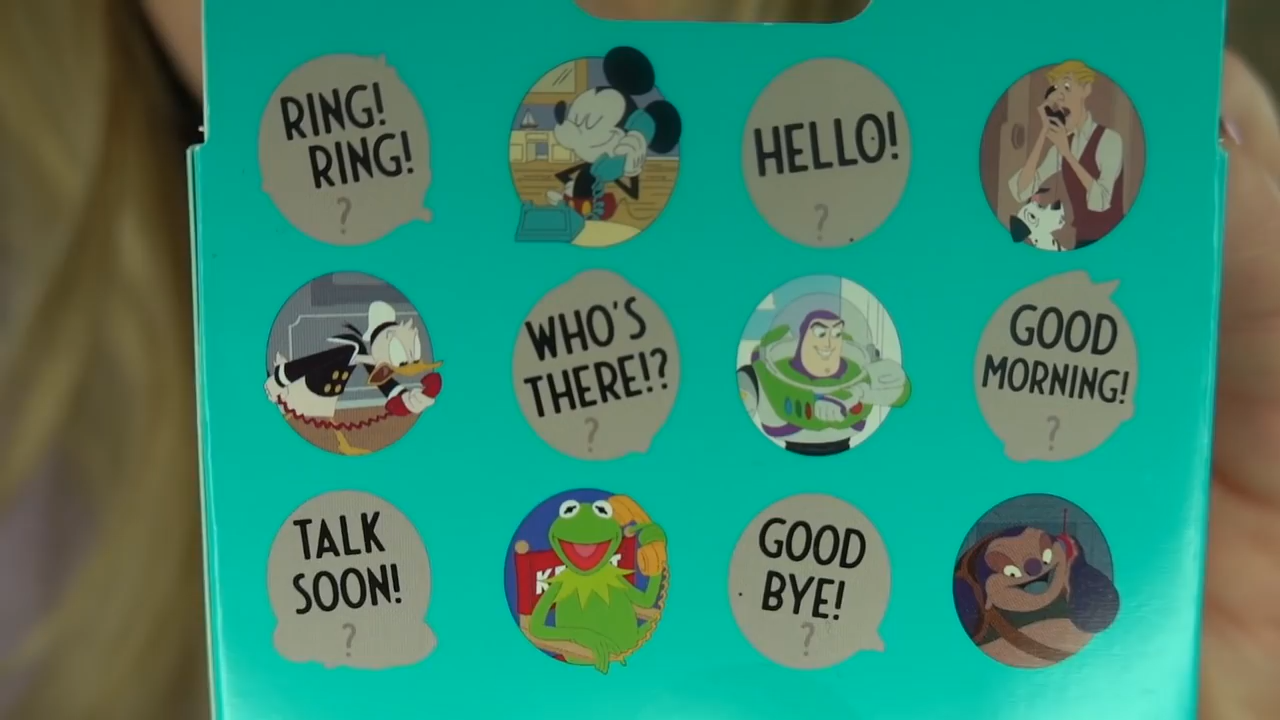 RING!
RING!
?
HELLO!
?
WHO'S
THERE!?
?
GOOD
MORNING!
?
TALK
SOON!
?
GOOD
BYE!
?